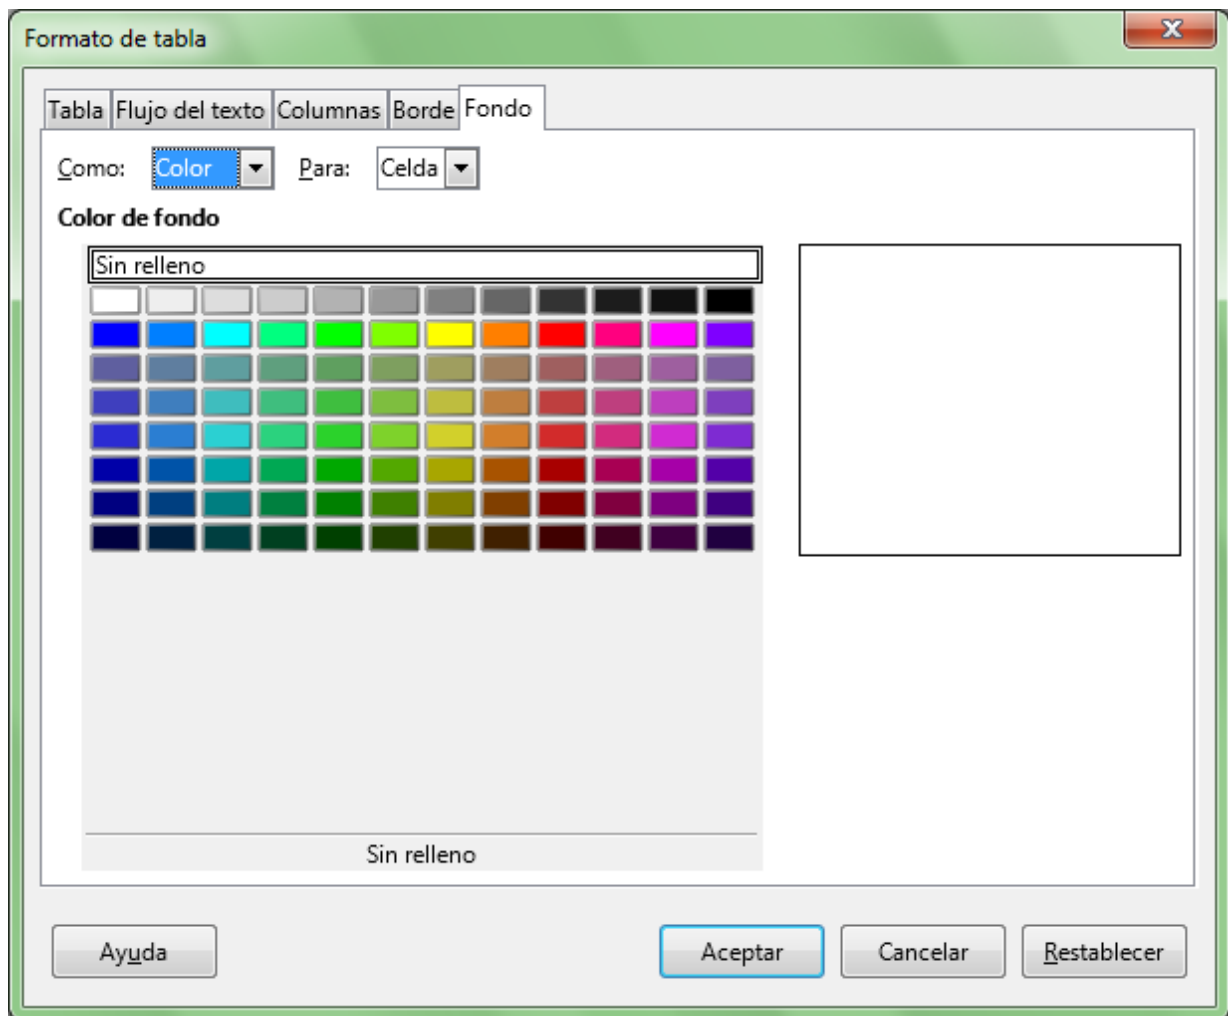 Formato de tabla
Tabla Flujo del texto Columnas Borde Fondo
Como: Color Para: Celda
Color de fondo
Sin relleno
Sin relleno
Ayuda Aceptar Cancelar Restablecer